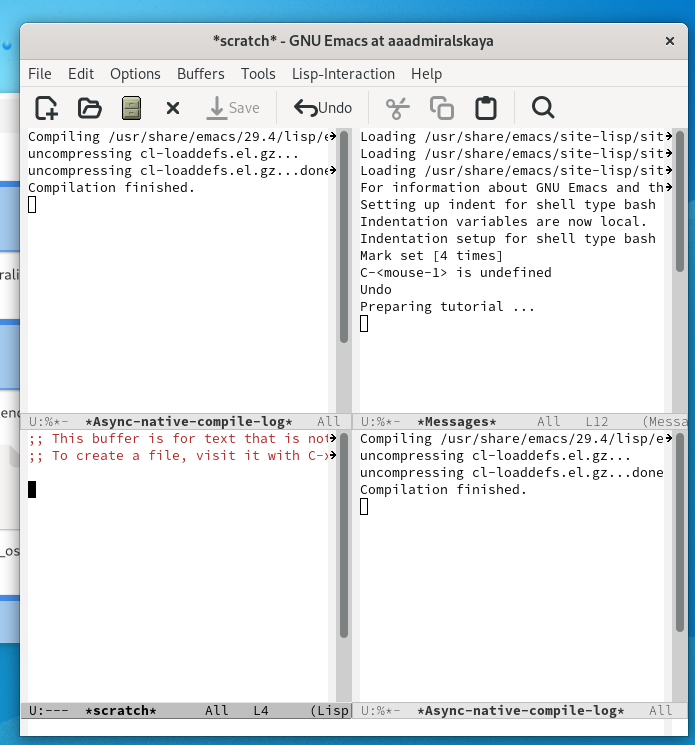 *scratch* - GNU Emacs at aaadmiralskaya
File Edit Options Buffers Tools Lisp-Interaction Help
Save Undo
Compiling /usr/share/emacs/29.4/lisp/e
uncompressing cl-loaddefs.el.gz...
uncompressing cl-loaddefs.el.gz...done
Compilation finished.
U:%*- *Async-native-compile-log* All
Loading /usr/share/emacs/site-lisp/sit
Loading /usr/share/emacs/site-lisp/sit
Loading /usr/share/emacs/site-lisp/sit
For information about GNU Emacs and th
Setting up indent for shell type bash
Indentation variables are now local.
Indentation setup for shell type bash
Mark set [4 times]
C-<mouse-1> is undefined
Undo
Preparing tutorial ...
U:%*- *Messages* All L12 (Messa
;; This buffer is for text that is not
;; To create a file, visit it with C-x
U:--- *scratch* All L4 (Lisp
Compiling /usr/share/emacs/29.4/lisp/e
uncompressing cl-loaddefs.el.gz...
uncompressing cl-loaddefs.el.gz...done
Compilation finished.
U:%*- *Async-native-compile-log* All
rali
end
_os